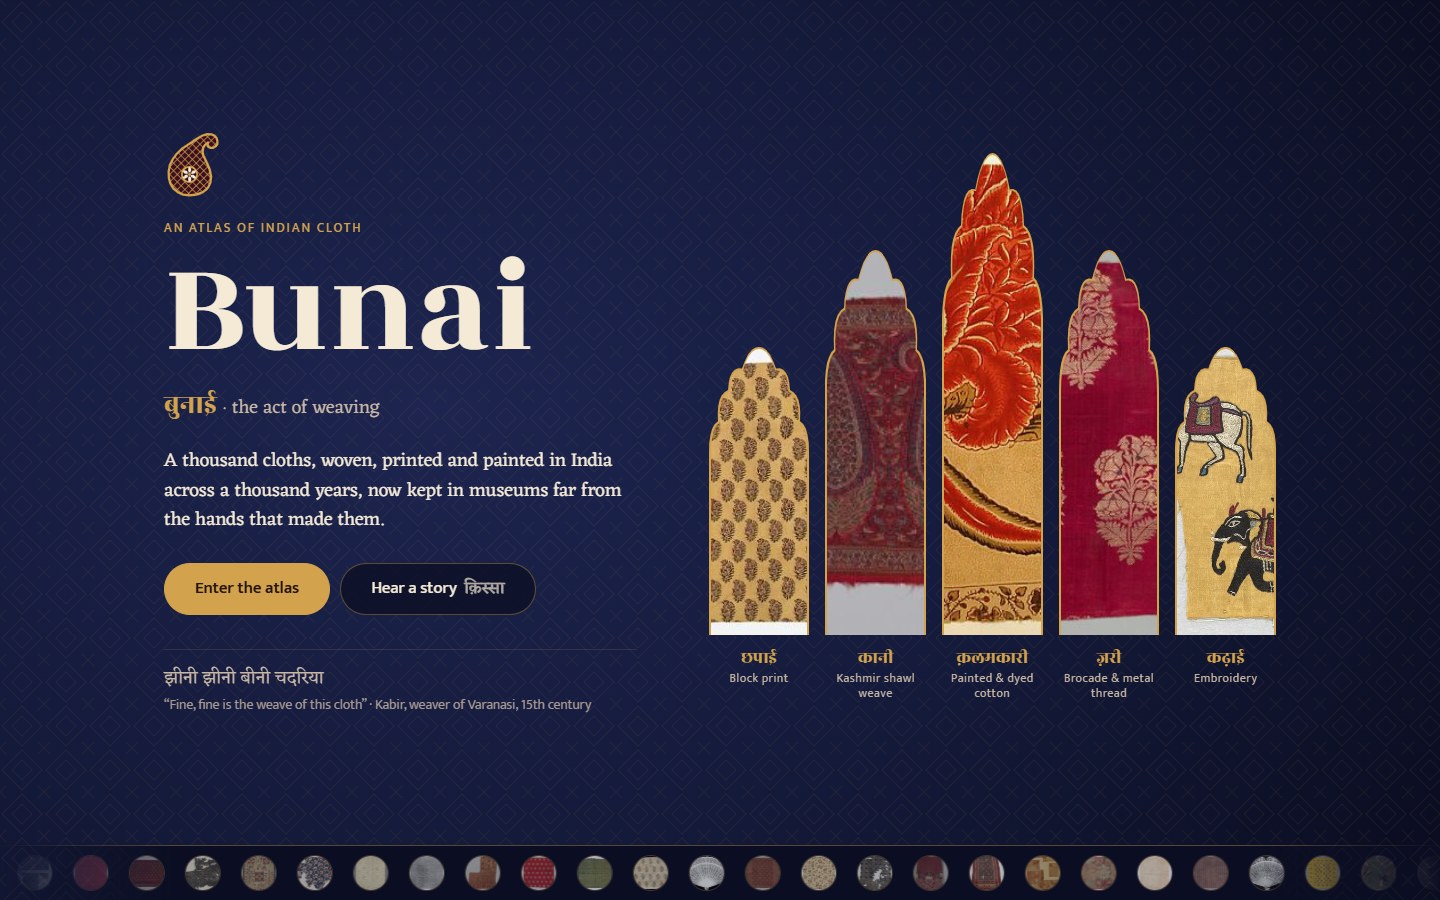 AN ATLAS OF INDIAN CLOTH
Bunai
बुनाई · the act of weaving
A thousand cloths, woven, printed and painted in India
across a thousand years, now kept in museums far from
the hands that made them.
Enter the atlas
Hear a story क़िस्सा
झीनी झीनी बीनी चदरिया
“Fine, fine is the weave of this cloth” · Kabir, weaver of Varanasi, 15th century
छपाई
Block print
कानी
Kashmir shawl
weave
क़लमकारी
Painted & dyed
cotton
ज़री
Brocade & metal
thread
कढ़ाई
Embroidery